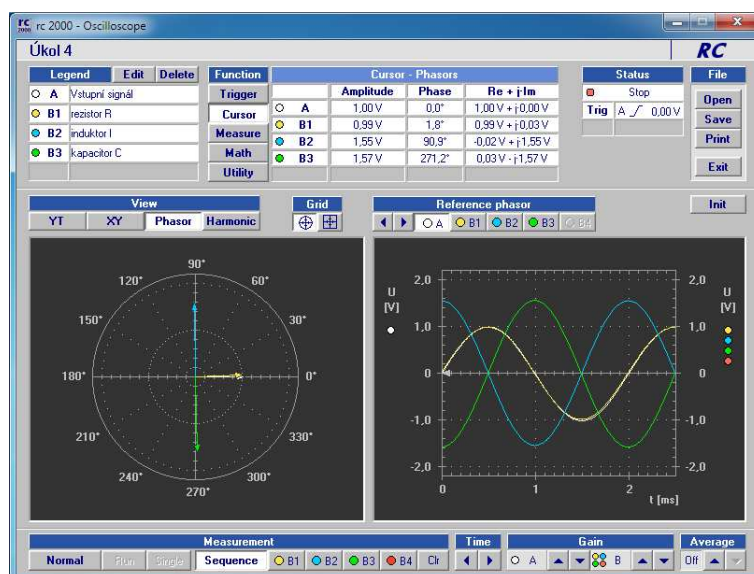 rc 2000 rc 2000 - Oscilloscope
Úkol 4 RC
Legend Edit Delete Function Cursor - Phasors Status File
A Vstupní signál Trigger Amplitude Phase Re + j·Im Stop Open
B1 rezistor R Cursor A 1,00 V 0,0° 1,00 V + j·0,00 V Trig A 0,00 V Save
B2 induktor l Measure B1 0,99 V 1,8° 0,99 V + j·0,03 V Print
B3 kapacitor C Math B2 1,55 V 90,9° -0,02 V + j·1,55 V
Utility B3 1,57 V 271,2° 0,03 V - j·1,57 V Exit
View Grid Reference phasor Init
YT XY Phasor Harmonic A B1 B2 B3 B4
90°
120° 60°
150° 30°
180° 0°
210° 330°
240° 300°
270°
U [V] U [V]
2,0 2,0
1,0 1,0
0 0
-1,0 -1,0
-2,0 -2,0
0 1 2
t [ms]
Measurement Time Gain Average
Normal Run Single Sequence B1 B2 B3 B4 Clr A B Off